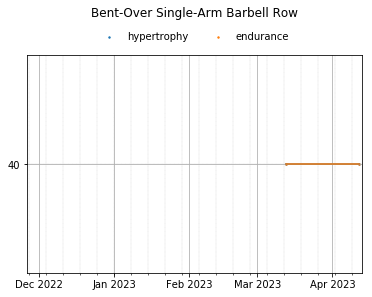 Bent-Over Single-Arm Barbell Row
hypertrophy endurance
40
Dec 2022 Jan 2023 Feb 2023 Mar 2023 Apr 2023